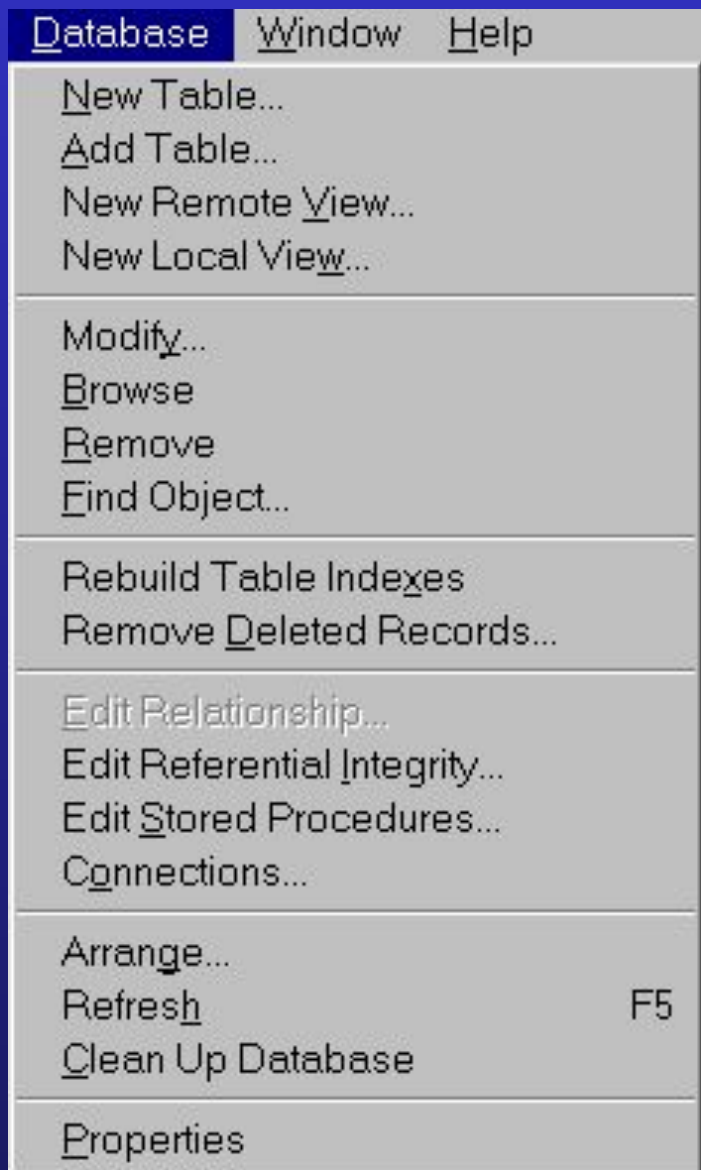 Database Window Help
New Table...
Add Table...
New Remote View...
New Local View...
Modify...
Browse
Remove
Find Object...
Rebuild Table Indexes
Remove Deleted Records...
Edit Relationship...
Edit Referential Integrity...
Edit Stored Procedures...
Connections...
Arrange...
Refresh F5
Clean Up Database
Properties